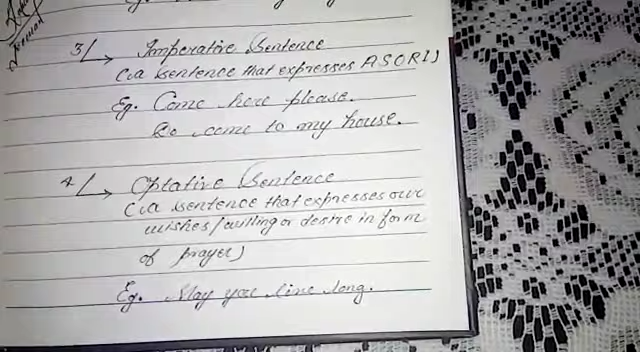 3/→ Imperative Sentence
(a sentence that expresses ASORI)
Eg. Come here please.
Do come to my house.
4/→ Optative Sentence
(a sentence that expresses our
wishes/willing or desire in form
of prayer)
Eg. May you live long.